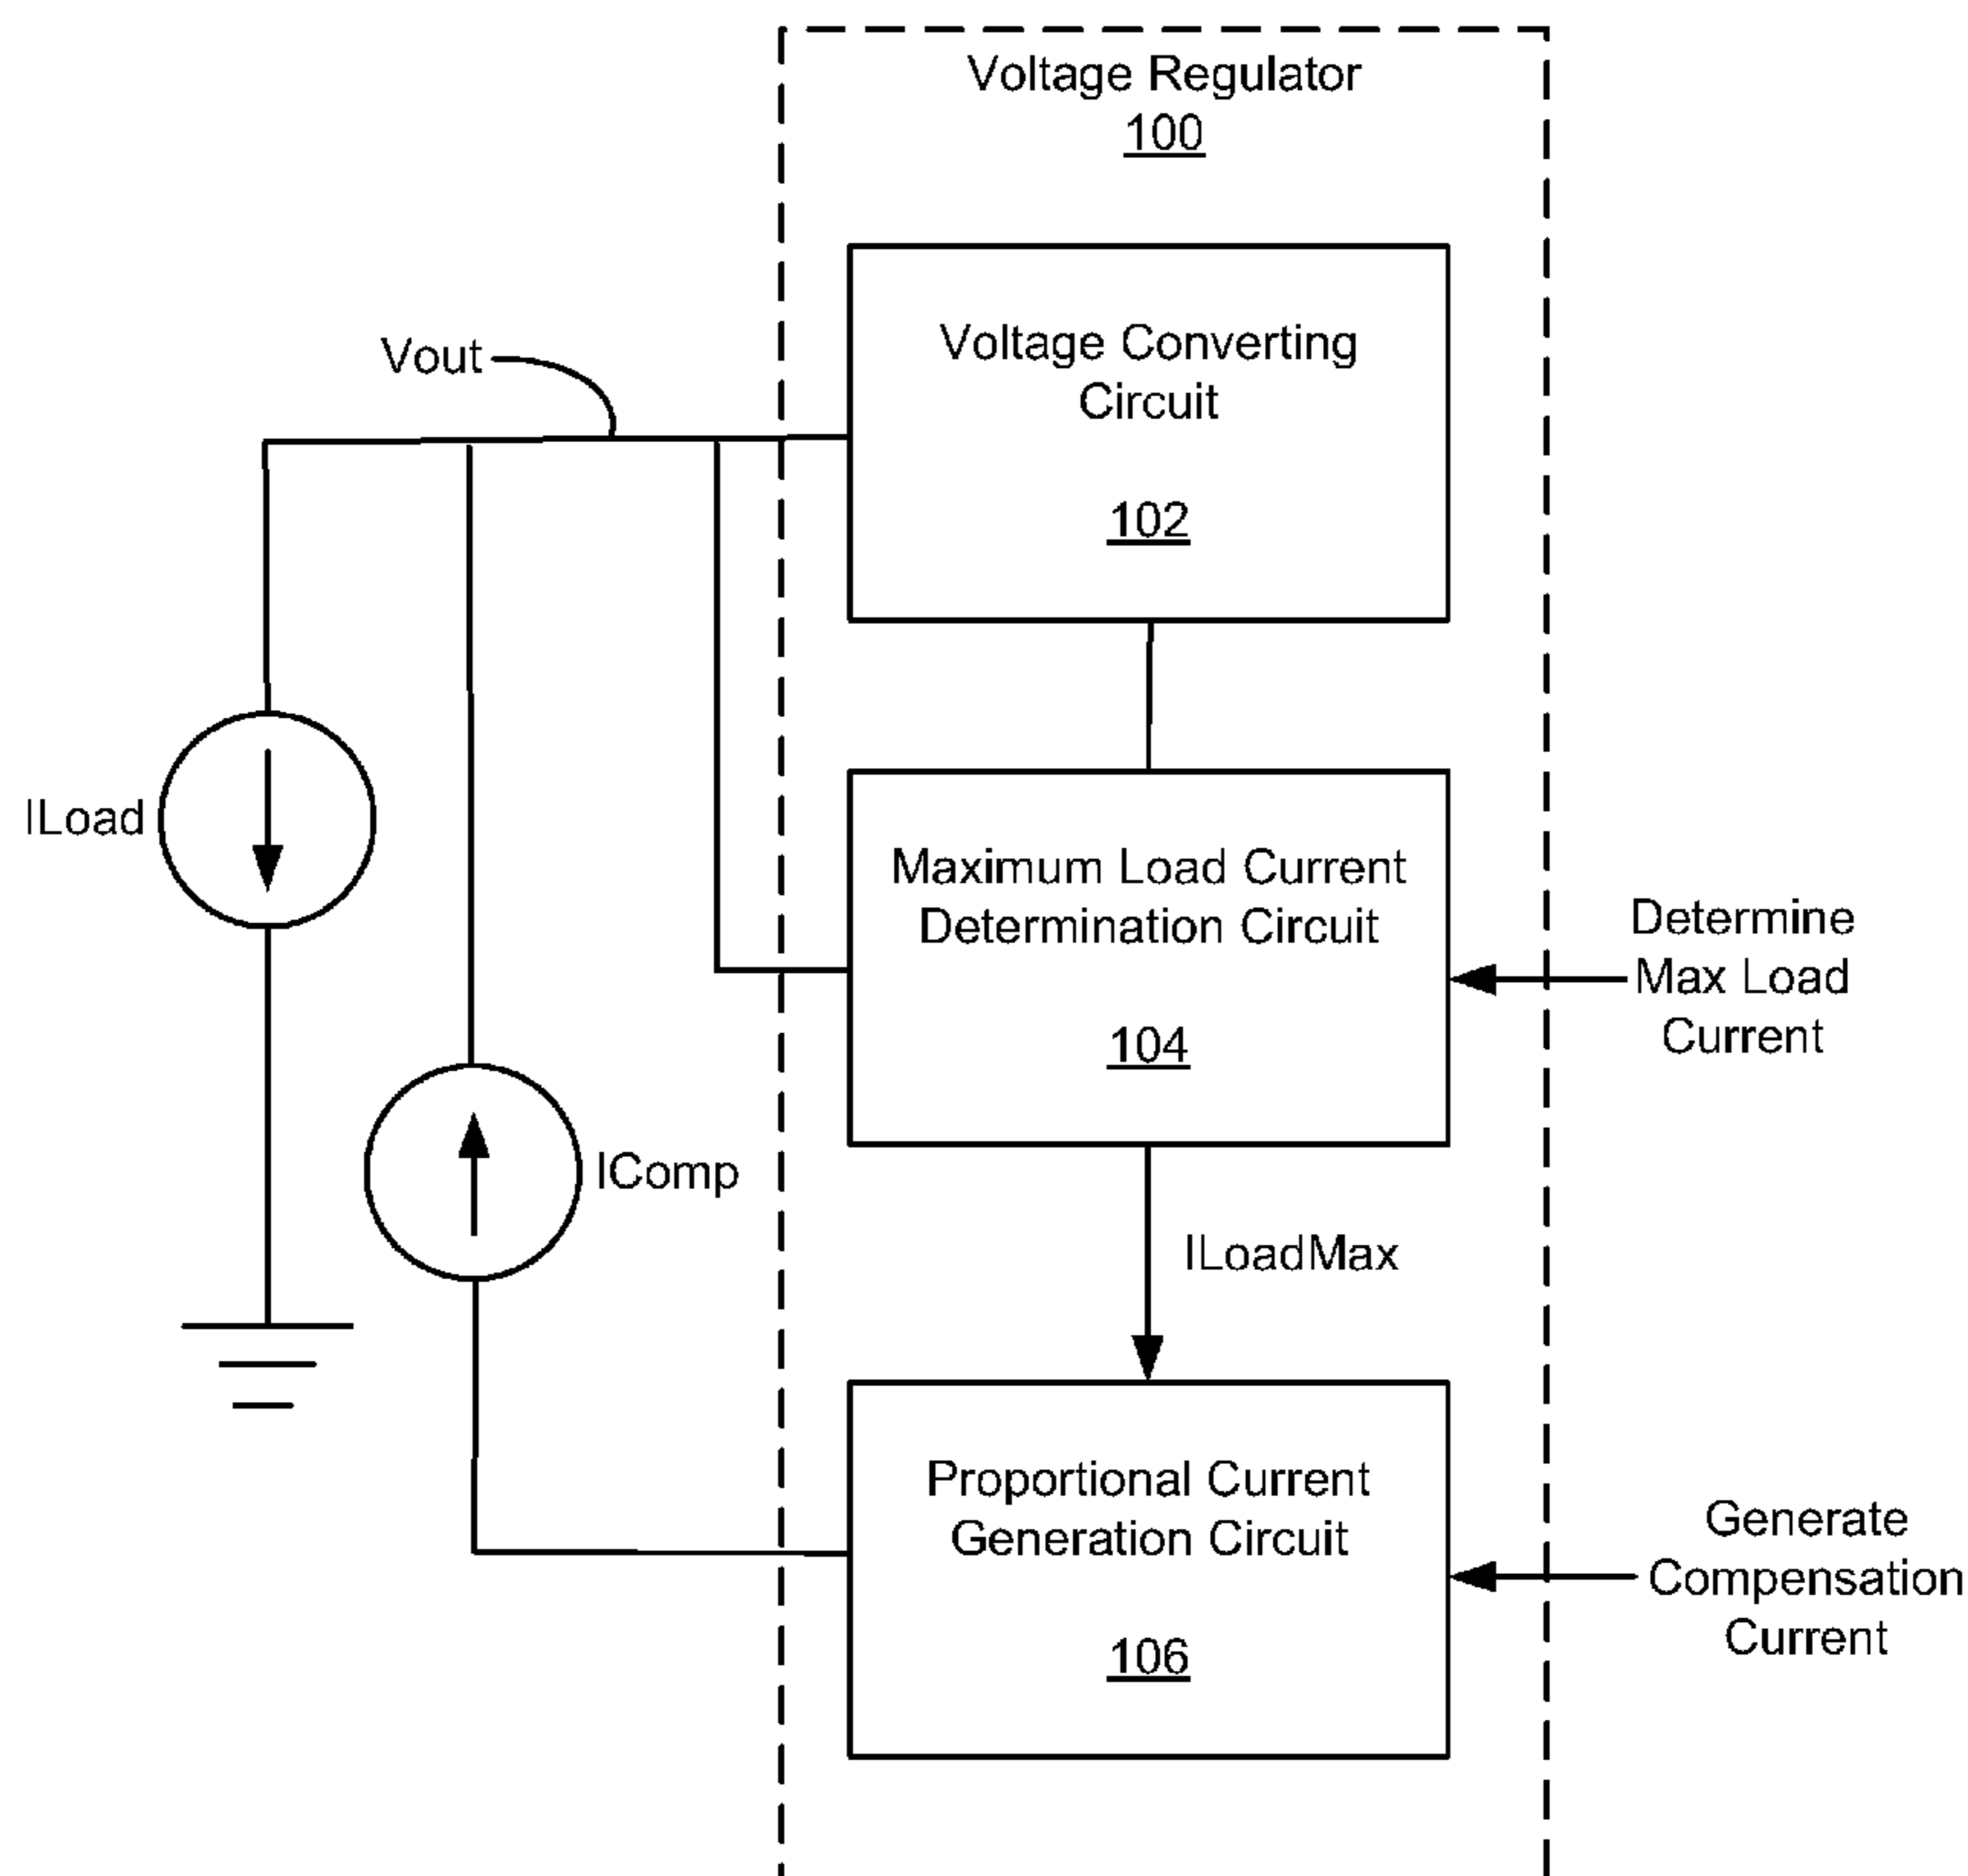 Voltage Regulator
100
Voltage Converting
Circuit
102
Vout
ILoad
Maximum Load Current
Determination Circuit
104
Determine
Max Load
Current
IComp
ILoadMax
Proportional Current
Generation Circuit
106
Generate
Compensation
Current